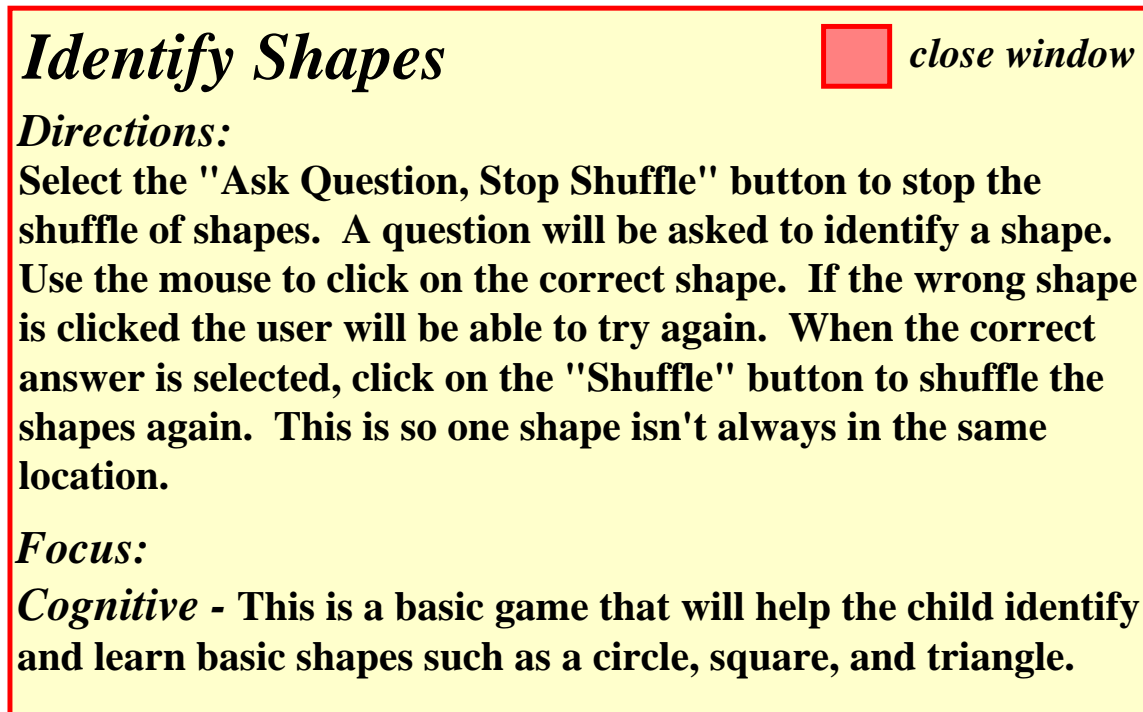 Identify Shapes
close window
Directions:
Select the "Ask Question, Stop Shuffle" button to stop the
shuffle of shapes.  A question will be asked to identify a shape.
Use the mouse to click on the correct shape.  If the wrong shape
is clicked the user will be able to try again.  When the correct
answer is selected, click on the "Shuffle" button to shuffle the
shapes again.  This is so one shape isn't always in the same
location.
Focus:
Cognitive - This is a basic game that will help the child identify
and learn basic shapes such as a circle, square, and triangle.